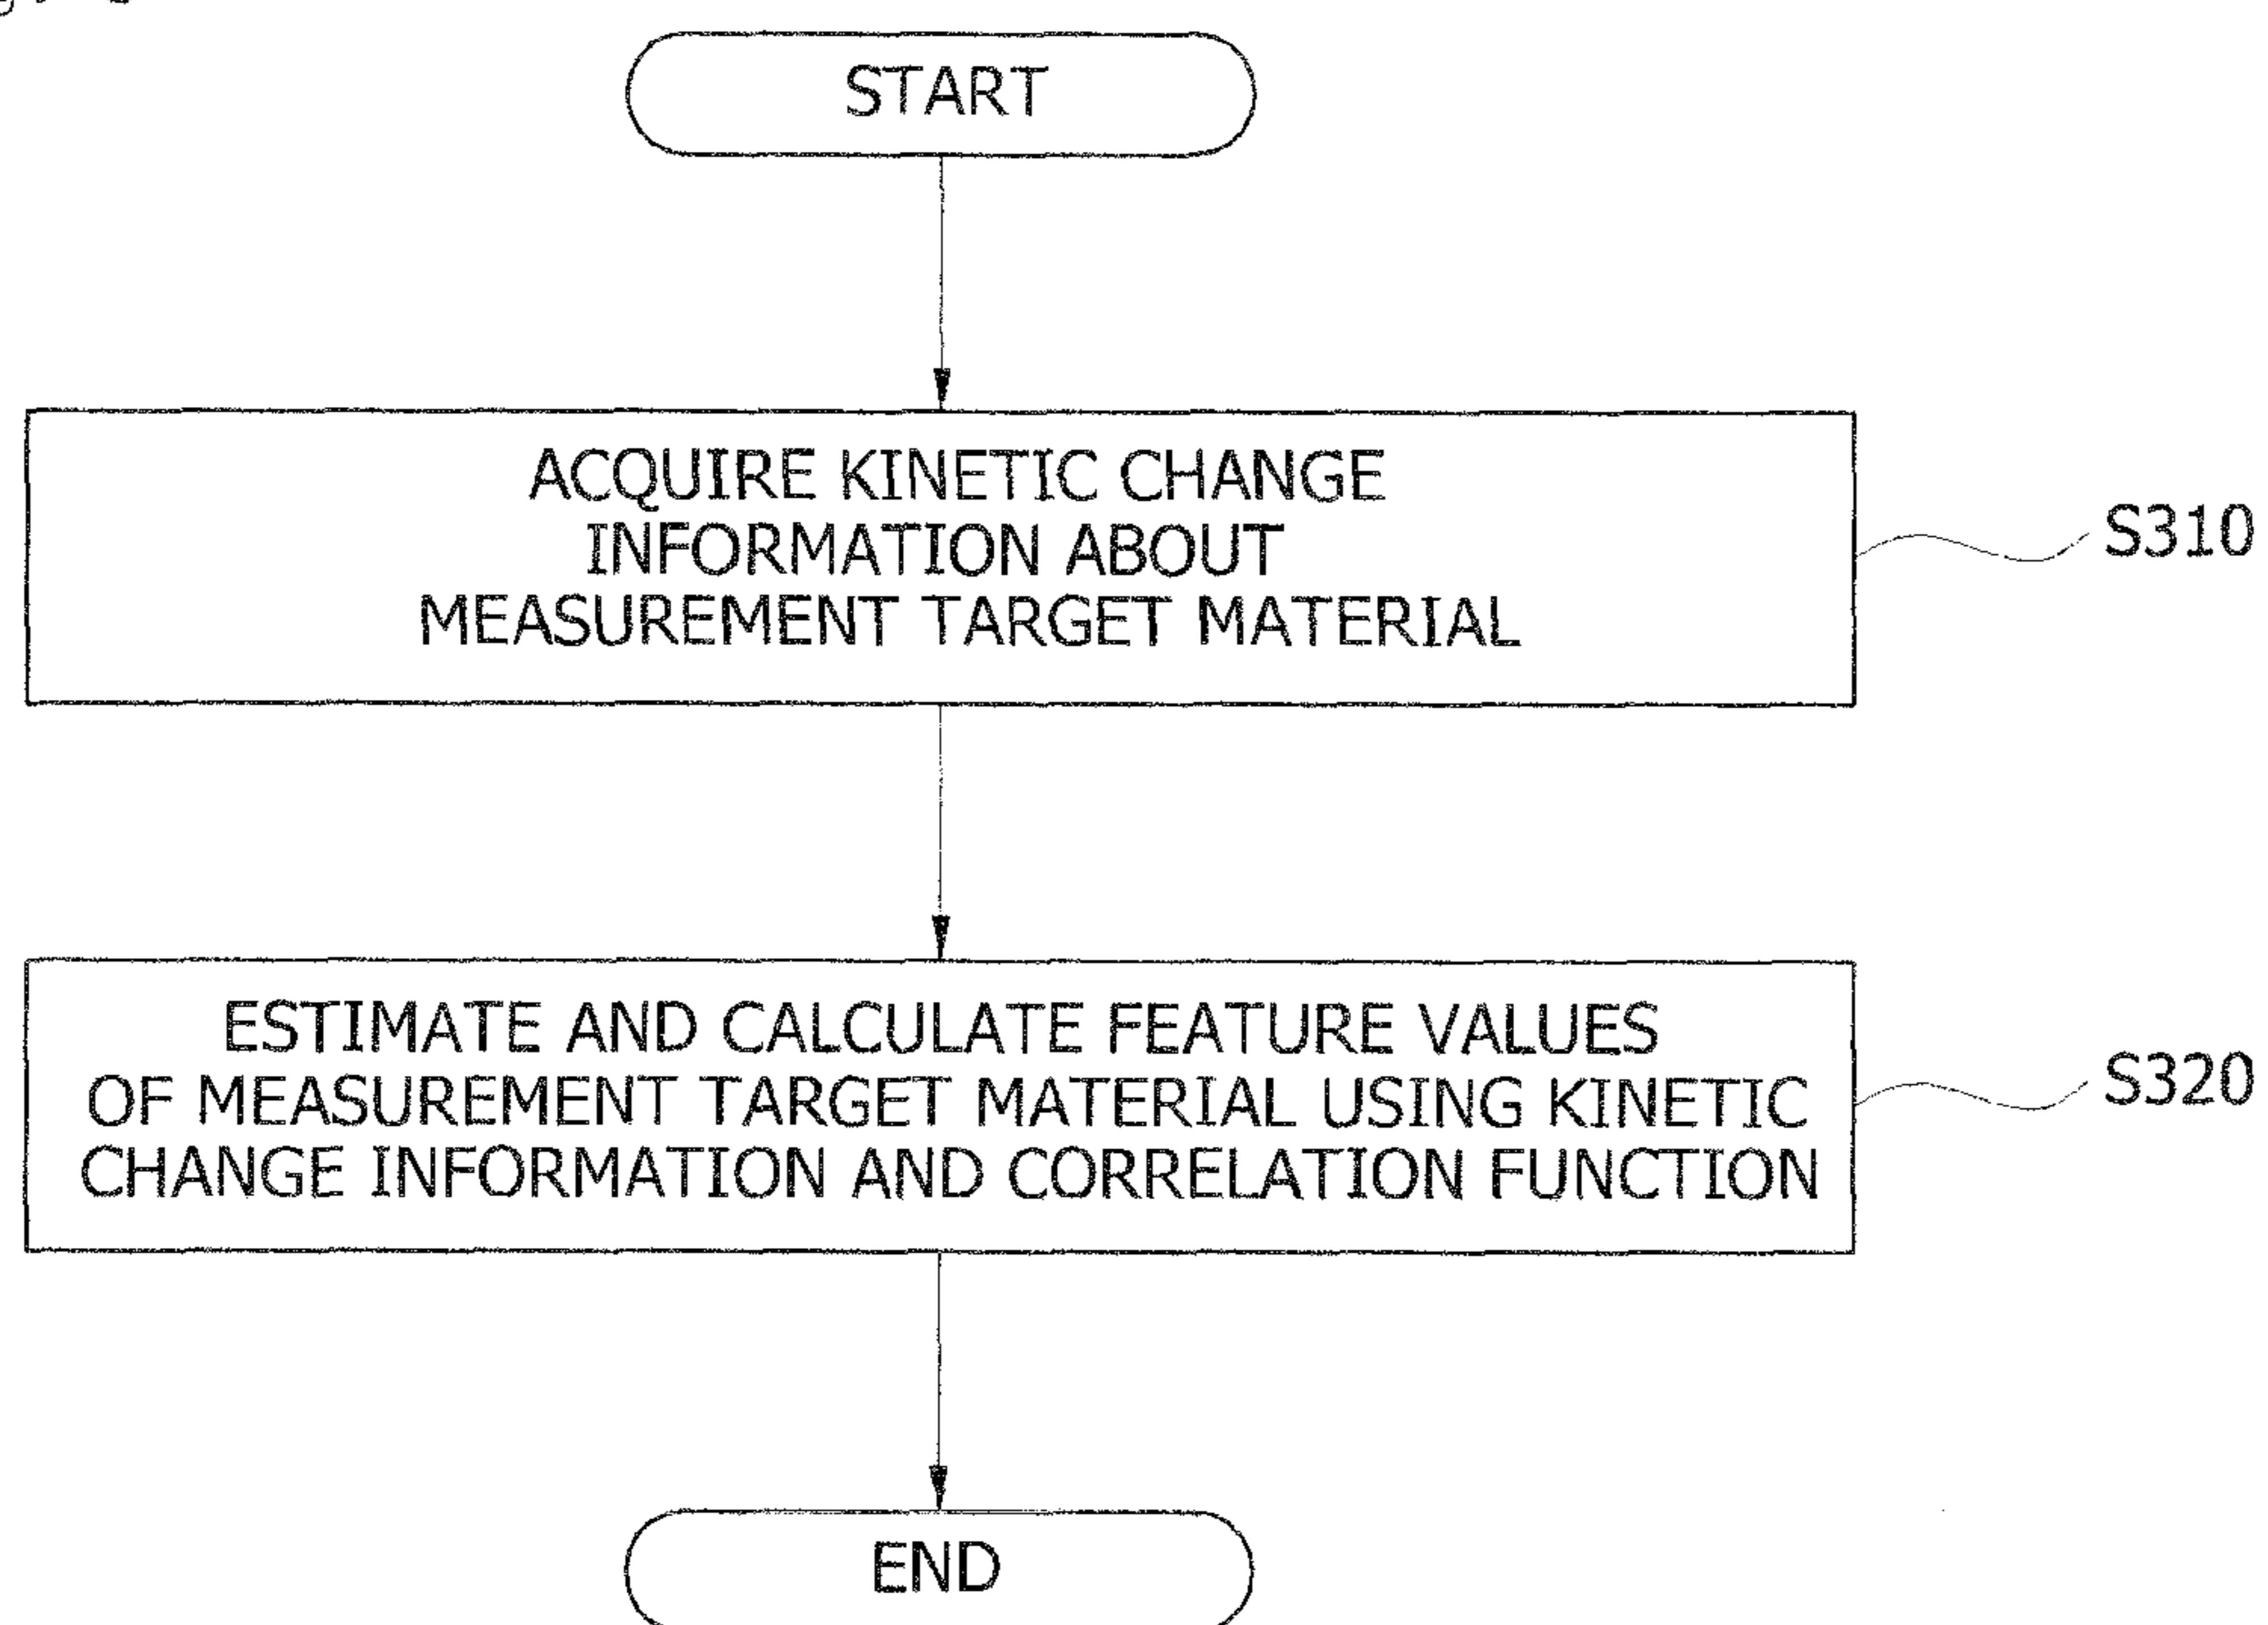 START
ACQUIRE KINETIC CHANGE
INFORMATION ABOUT
MEASUREMENT TARGET MATERIAL
S310
ESTIMATE AND CALCULATE FEATURE VALUES
OF MEASUREMENT TARGET MATERIAL USING KINETIC
CHANGE INFORMATION AND CORRELATION FUNCTION
S320
END